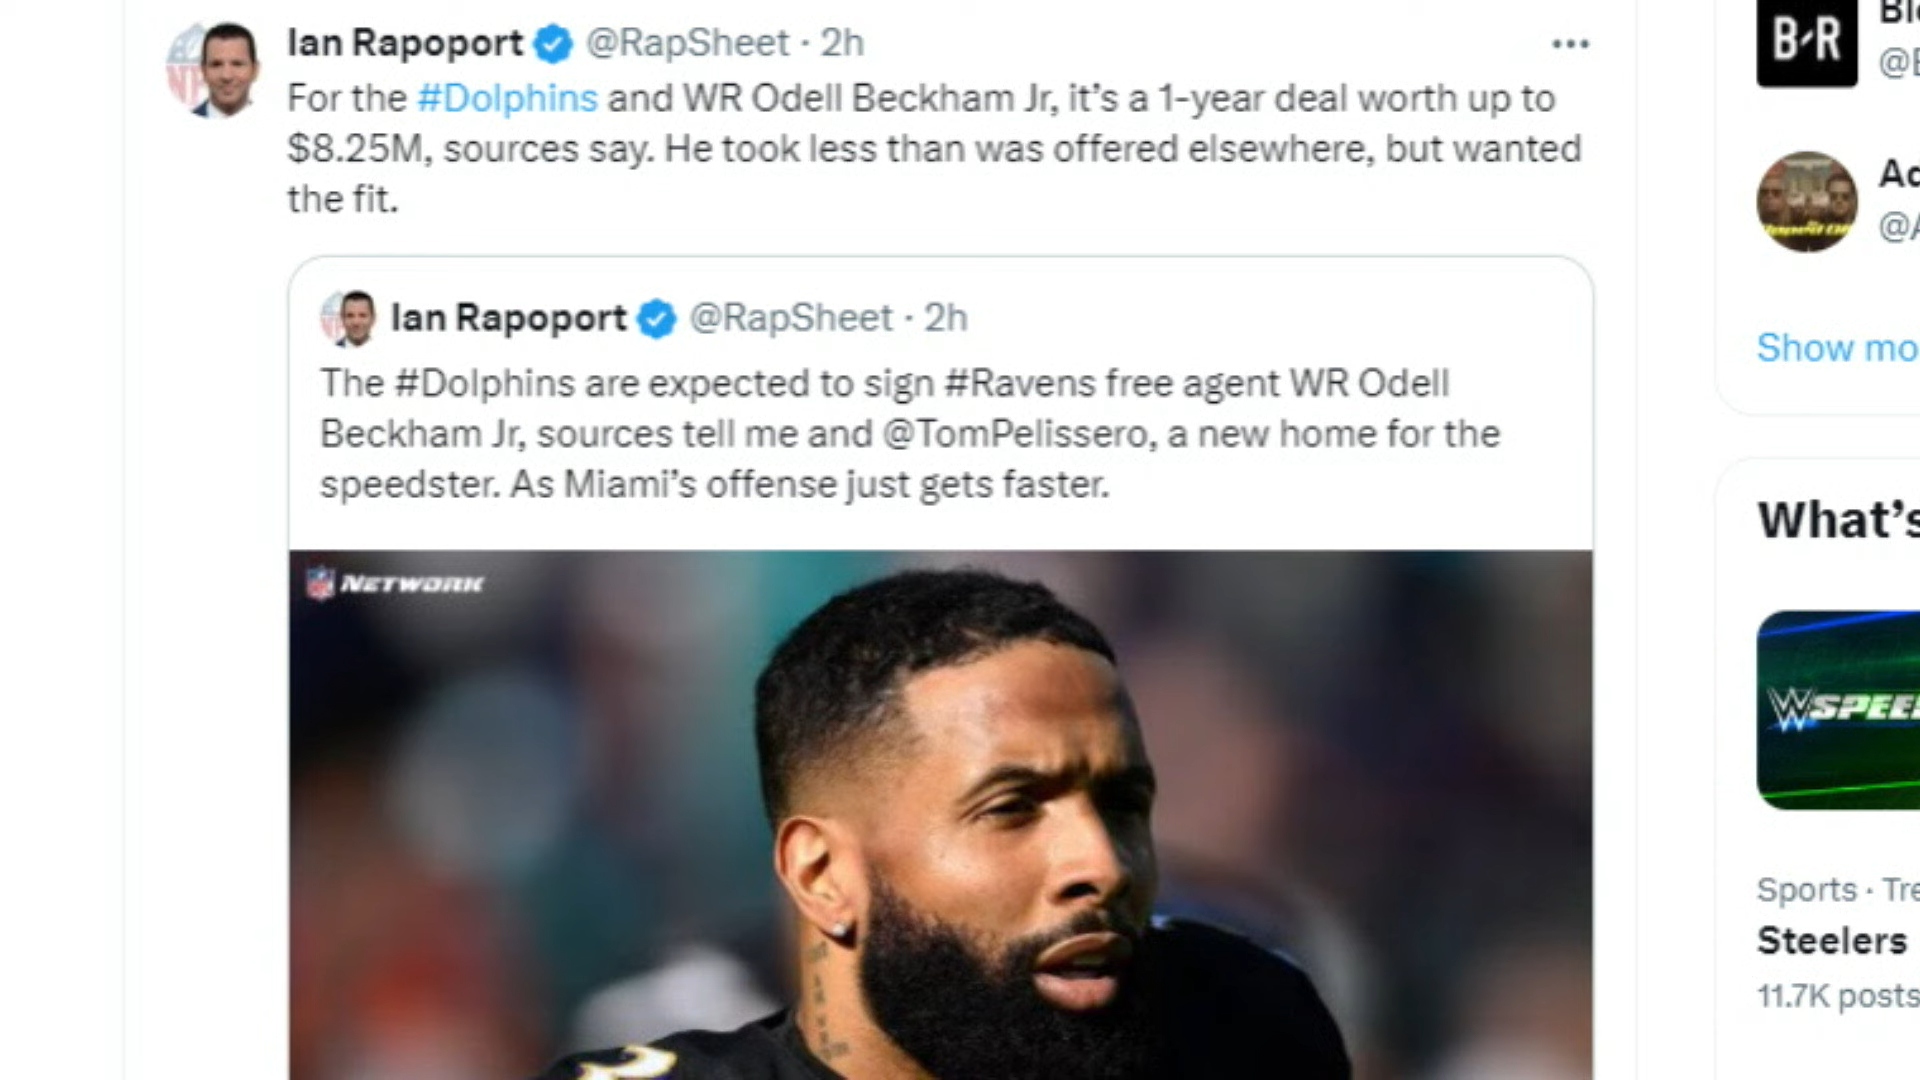 Ian Rapoport @RapSheet · 2h
For the #Dolphins and WR Odell Beckham Jr, it’s a 1-year deal worth up to
$8.25M, sources say. He took less than was offered elsewhere, but wanted
the fit.
Ian Rapoport @RapSheet · 2h
The #Dolphins are expected to sign #Ravens free agent WR Odell
Beckham Jr, sources tell me and @TomPelissero, a new home for the
speedster. As Miami’s offense just gets faster.
NETWORK
B/R
Show
What’s
Sports ·
Steelers
11.7K posts